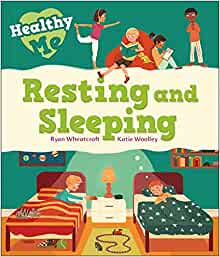 Healthy
Me
Resting and
Sleeping
Ryan Wheatcroft Katie Woolley